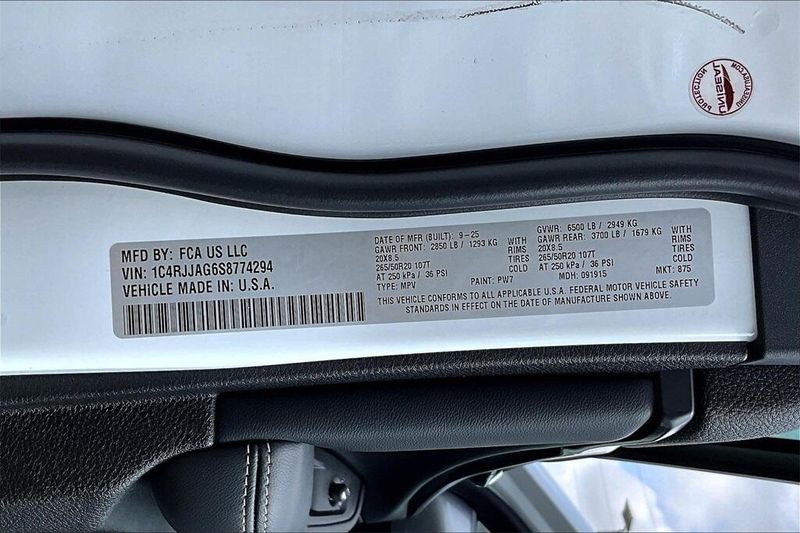 PROTECTION
UNISEAL
UNISEALUSA.COM
MFD BY: FCA US LLC
VIN: 1C4RJJAG6S8774294
VEHICLE MADE IN: U.S.A.
DATE OF MFR (BUILT): 9-25
GAWR FRONT: 2850 LB / 1293 KG WITH
20X8.5 RIMS
265/50R20 107T TIRES
AT 250 kPa / 36 PSI COLD
TYPE: MPV PAINT: PW7
GVWR: 6500 LB / 2949 KG
GAWR REAR: 3700 LB / 1679 KG WITH
20X8.5 RIMS
265/50R20 107T TIRES
AT 250 kPa / 36 PSI COLD
MDH: 091915 MKT: 875
THIS VEHICLE CONFORMS TO ALL APPLICABLE U.S.A. FEDERAL MOTOR VEHICLE SAFETY
STANDARDS IN EFFECT ON THE DATE OF MANUFACTURE SHOWN ABOVE.